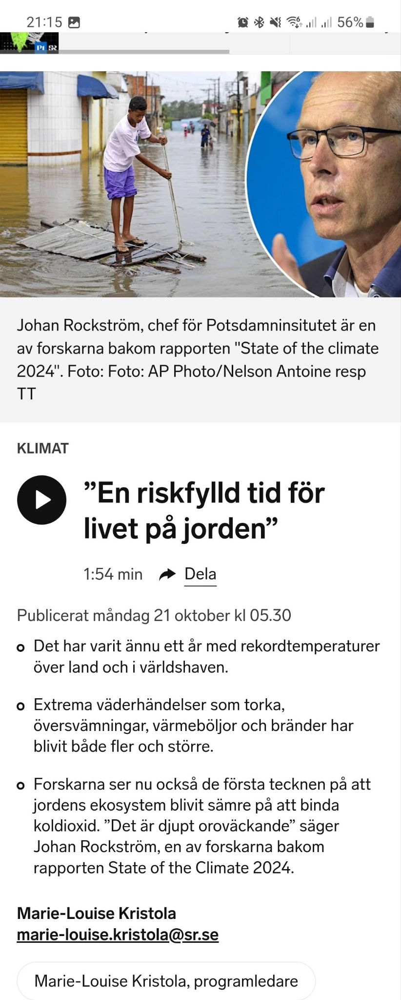 21:15
56%
P1 SR
Johan Rockström, chef för Potsdamninsitutet är en
av forskarna bakom rapporten "State of the climate
2024". Foto: Foto: AP Photo/Nelson Antoine resp
TT
KLIMAT
”En riskfylld tid för
livet på jorden”
1:54 min Dela
Publicerat måndag 21 oktober kl 05.30
Det har varit ännu ett år med rekordtemperaturer
över land och i världshaven.
Extrema väderhändelser som torka,
översvämningar, värmeböljor och bränder har
blivit både fler och större.
Forskarna ser nu också de första tecknen på att
jordens ekosystem blivit sämre på att binda
koldioxid. ”Det är djupt oroväckande” säger
Johan Rockström, en av forskarna bakom
rapporten State of the Climate 2024.
Marie-Louise Kristola
marie-louise.kristola@sr.se
Marie-Louise Kristola, programledare